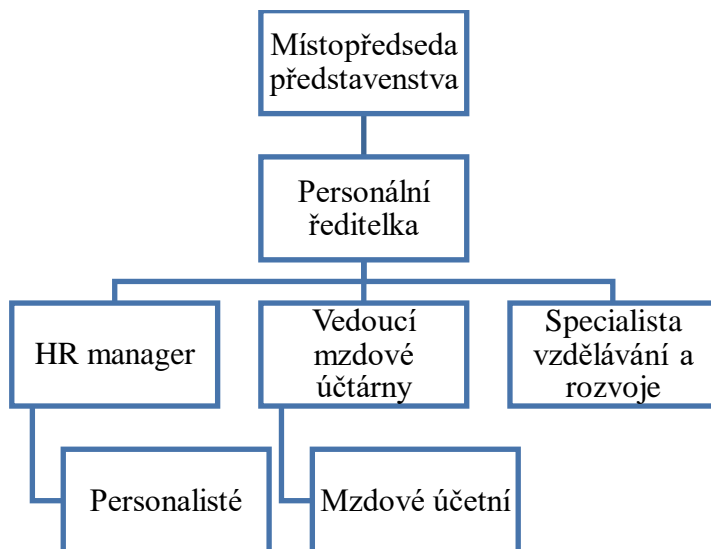 Místopředseda
představenstva
Personální
ředitelka
HR manager
Vedoucí
mzdové
účtárny
Specialista
vzdělávání a
rozvoje
Personalisté
Mzdové účetní